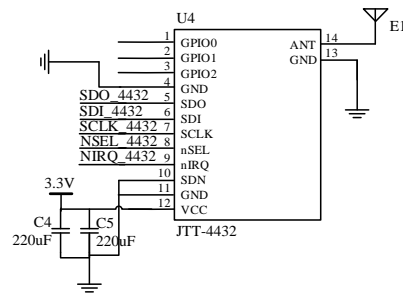 U4
1 GPIO0
2 GPIO1
3 GPIO2
4 GND
SDO_4432 5 SDO
SDI_4432 6 SDI
SCLK_4432 7 SCLK
NSEL_4432 8 nSEL
NIRQ_4432 9 nIRQ
10 SDN
11 GND
12 VCC
ANT 14
GND 13
E1
3.3V
C4
220uF
C5
220uF
JTT-4432